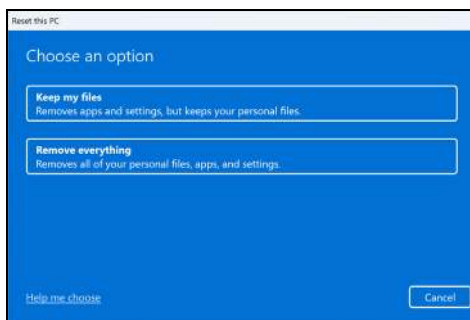 Reset this PC
Choose an option
Keep my files
Removes apps and settings, but keeps your personal files.
Remove everything
Removes all of your personal files, apps, and settings.
Help me choose
Cancel